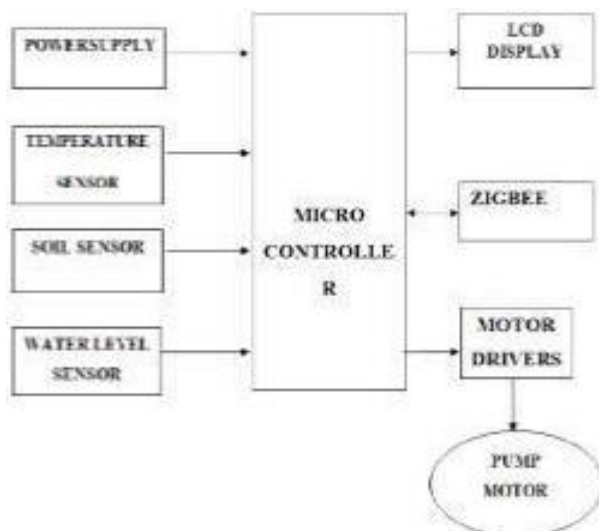 POWERSUPPLY
TEMPERATURE
SENSOR
SOIL SENSOR
WATER LEVEL
SENSOR
MICRO
CONTROLLE
R
LCD
DISPLAY
ZIGBEE
MOTOR
DRIVERS
PUMP
MOTOR